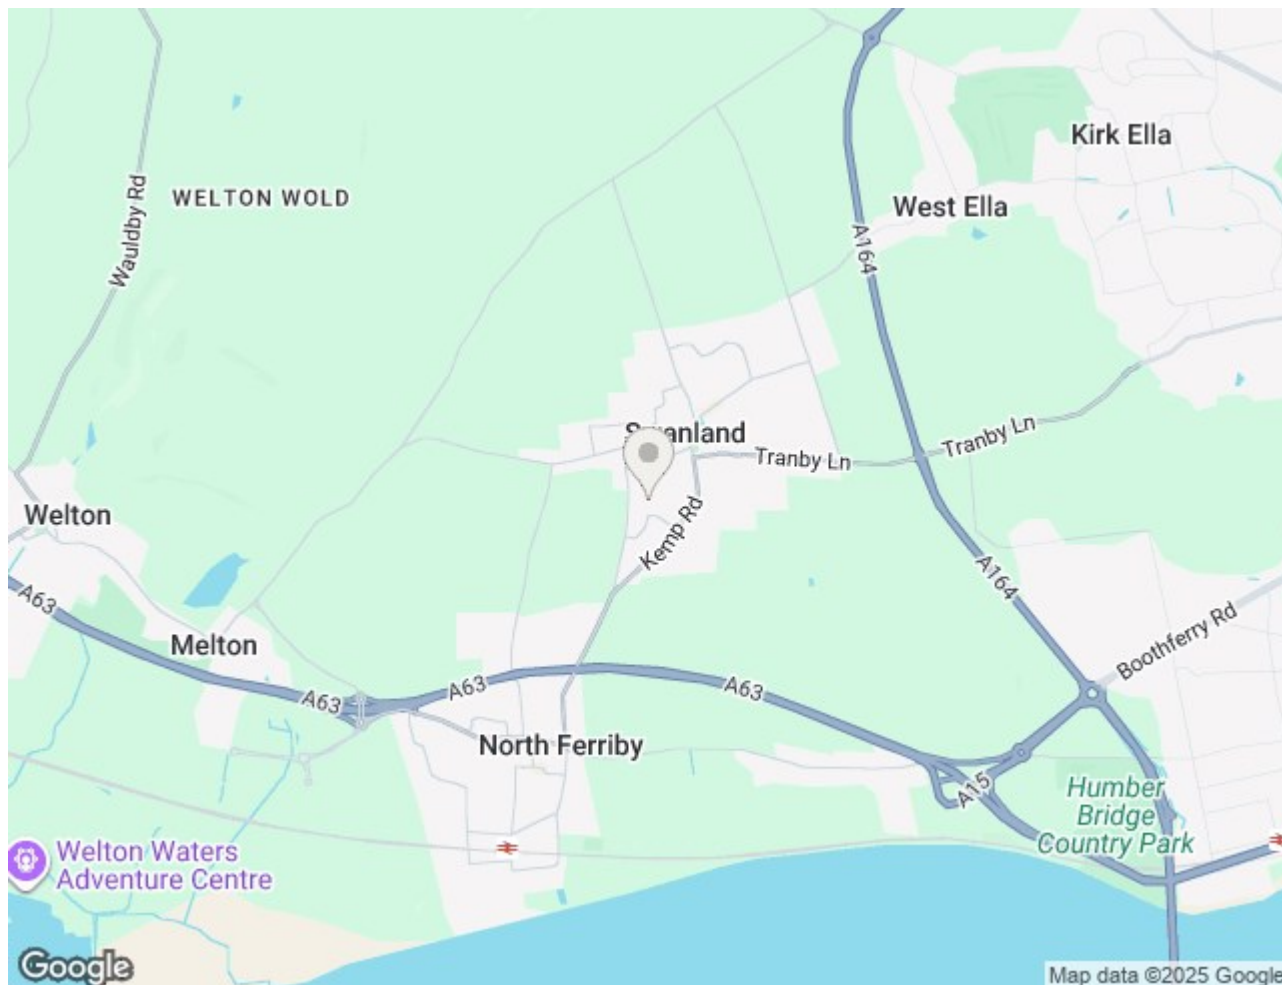 Kirk Ella
WELTON WOLD
Wauldby Rd
West Ella
A164
Swanland
Tranby Ln
Tranby Ln
Welton
Kemp Rd
A63
A164
Boothferry Rd
Melton
A63
A63
A63
North Ferriby
A15
Humber
Bridge
Country Park
Welton Waters
Adventure Centre
Google
Map data ©2025 Google